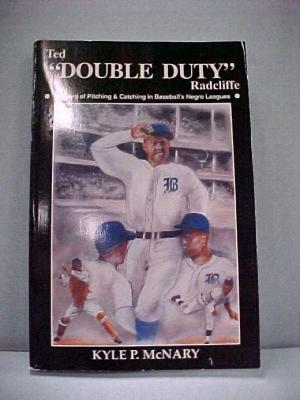 Ted
"DOUBLE DUTY"
Radcliffe
of Pitching & Catching in Baseball's Negro Leagues
B
B
KYLE P. McNARY